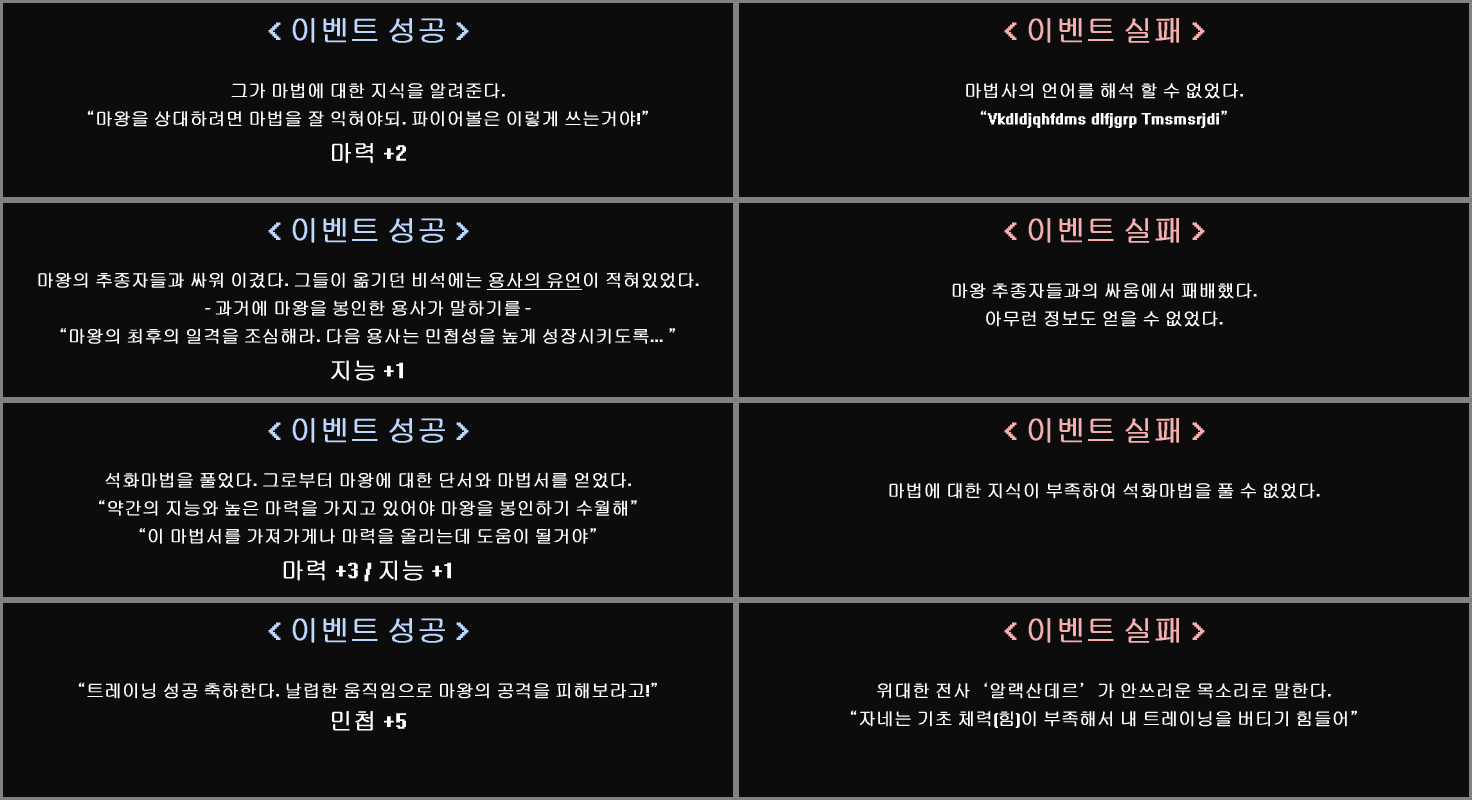 < 이벤트 성공 >
그가 마법에 대한 지식을 알려준다.
“마왕을 상대하려면 마법을 잘 익혀야되. 파이어볼은 이렇게 쓰는거야!”
마력 +2
< 이벤트 실패 >
마법사의 언어를 해석 할 수 없었다.
“Vkdldjqhfdms dlfjgrp Tmsmsrjdi”
< 이벤트 성공 >
마왕의 추종자들과 싸워 이겼다. 그들이 옮기던 비석에는 용사의 유언이 적혀있었다.
- 과거에 마왕을 봉인한 용사가 말하기를 -
“마왕의 최후의 일격을 조심해라. 다음 용사는 민첩성을 높게 성장시키도록... ”
지능 +1
< 이벤트 실패 >
마왕 추종자들과의 싸움에서 패배했다.
아무런 정보도 얻을 수 없었다.
< 이벤트 성공 >
석화마법을 풀었다. 그로부터 마왕에 대한 단서와 마법서를 얻었다.
“약간의 지능와 높은 마력을 가지고 있어야 마왕을 봉인하기 수월해”
“이 마법서를 가져가게나 마력을 올리는데 도움이 될거야”
마력 +3 / 지능 +1
< 이벤트 실패 >
마법에 대한 지식이 부족하여 석화마법을 풀 수 없었다.
< 이벤트 성공 >
“트레이닝 성공 축하한다. 날렵한 움직임으로 마왕의 공격을 피해보라고!”
민첩 +5
< 이벤트 실패 >
위대한 전사 ‘알랙산데르’ 가 안쓰러운 목소리로 말한다.
“자네는 기초 체력(힘)이 부족해서 내 트레이닝을 버티기 힘들어”